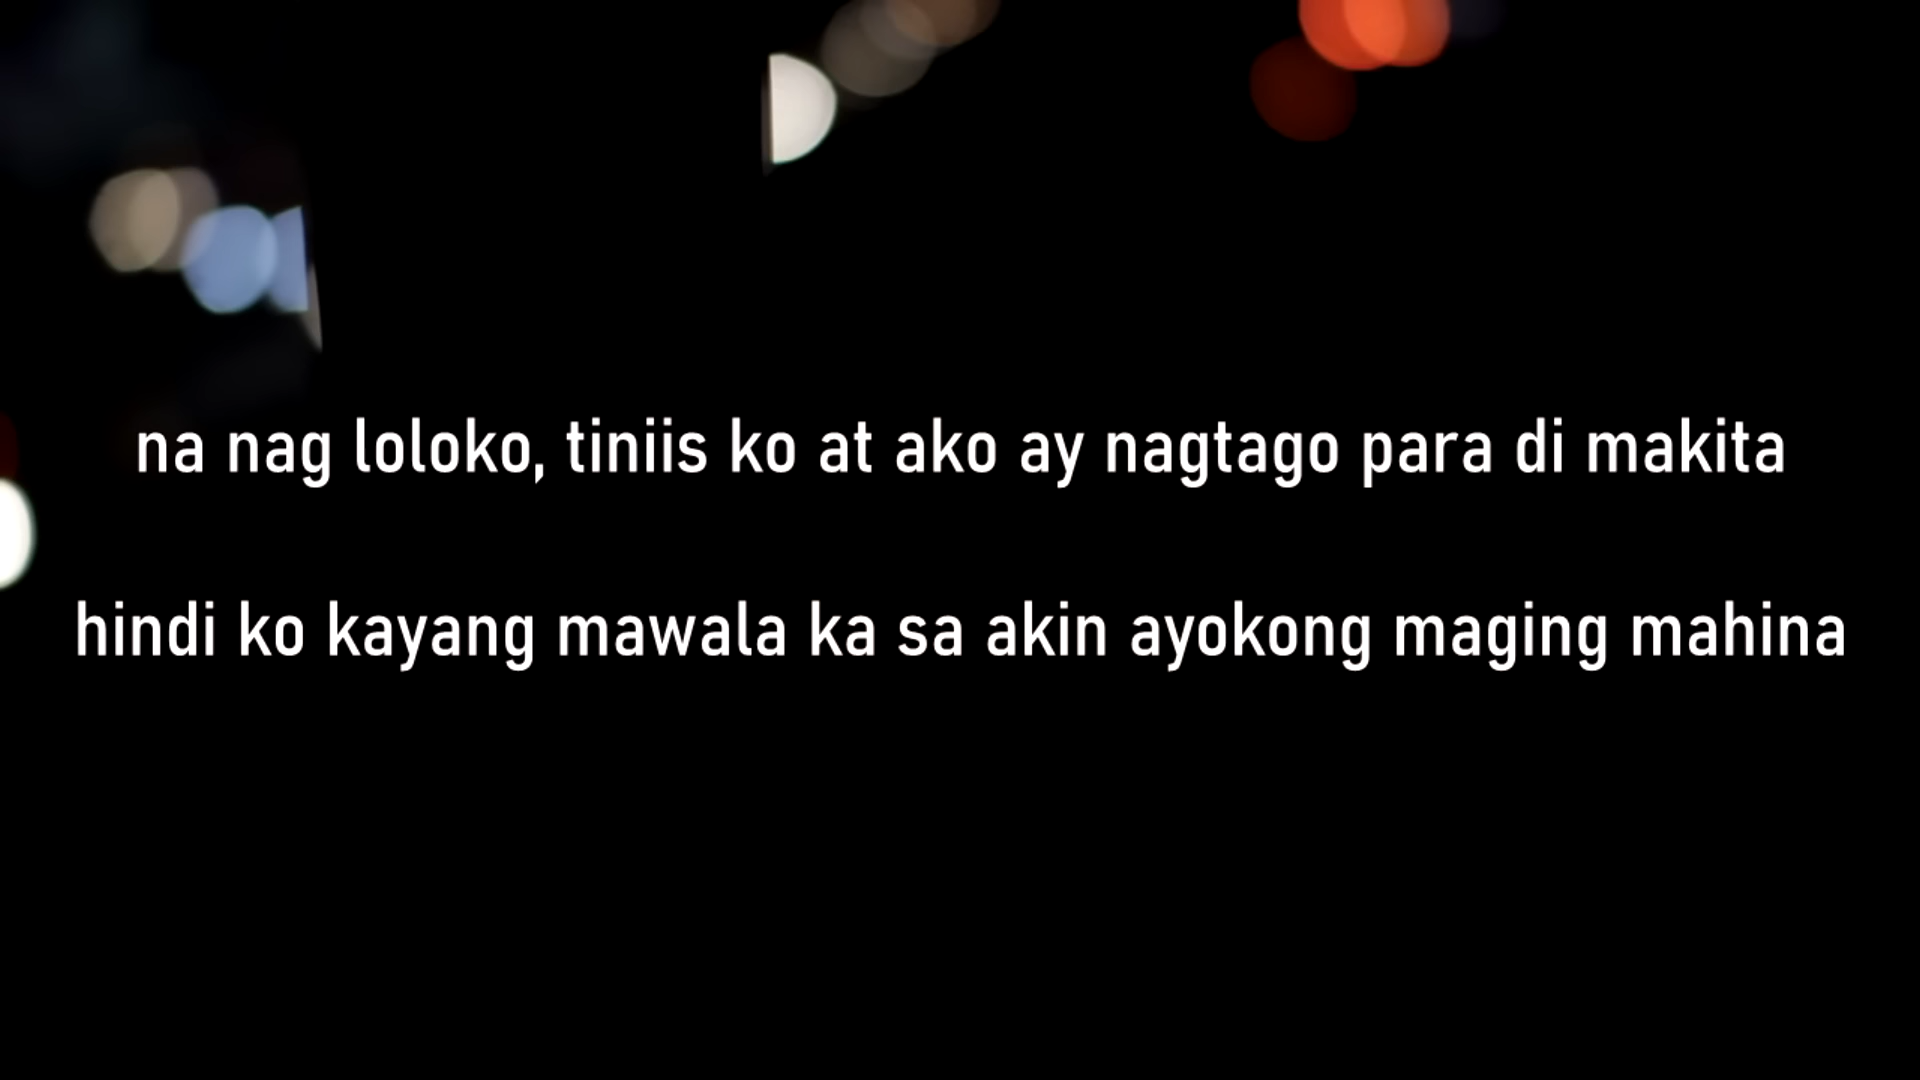 na nag loloko, tiniis ko at ako ay nagtago para di makita
hindi ko kayang mawala ka sa akin ayokong maging mahina